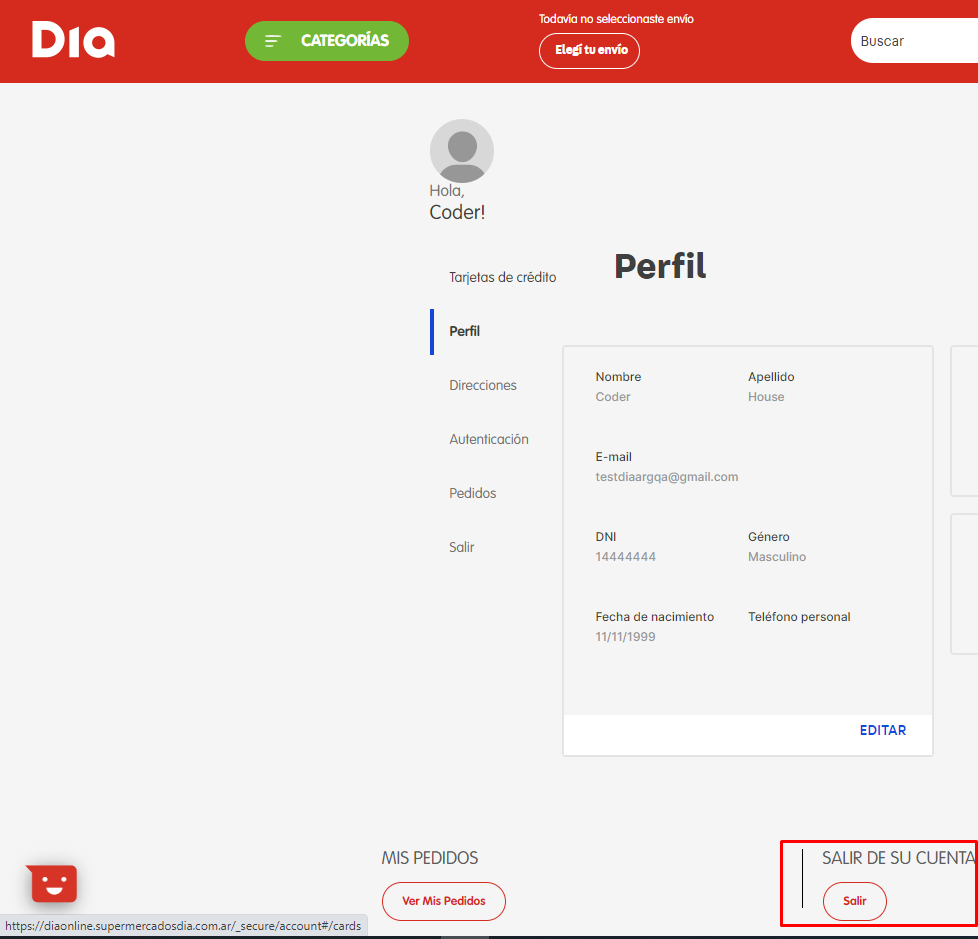 Dia
CATEGORÍAS
Todavía no seleccionaste envío
Elegí tu envío
Buscar
Hola,
Coder!
Tarjetas de crédito
Perfil
Direcciones
Autenticación
Pedidos
Salir
Perfil
Nombre
Coder
Apellido
House
E-mail
testdiaargqa@gmail.com
DNI
14444444
Género
Masculino
Fecha de nacimiento
11/11/1999
Teléfono personal
EDITAR
MIS PEDIDOS
Ver Mis Pedidos
SALIR DE SU CUENTA
Salir
https://diaonline.supermercadosdia.com.ar/_secure/account#/cards